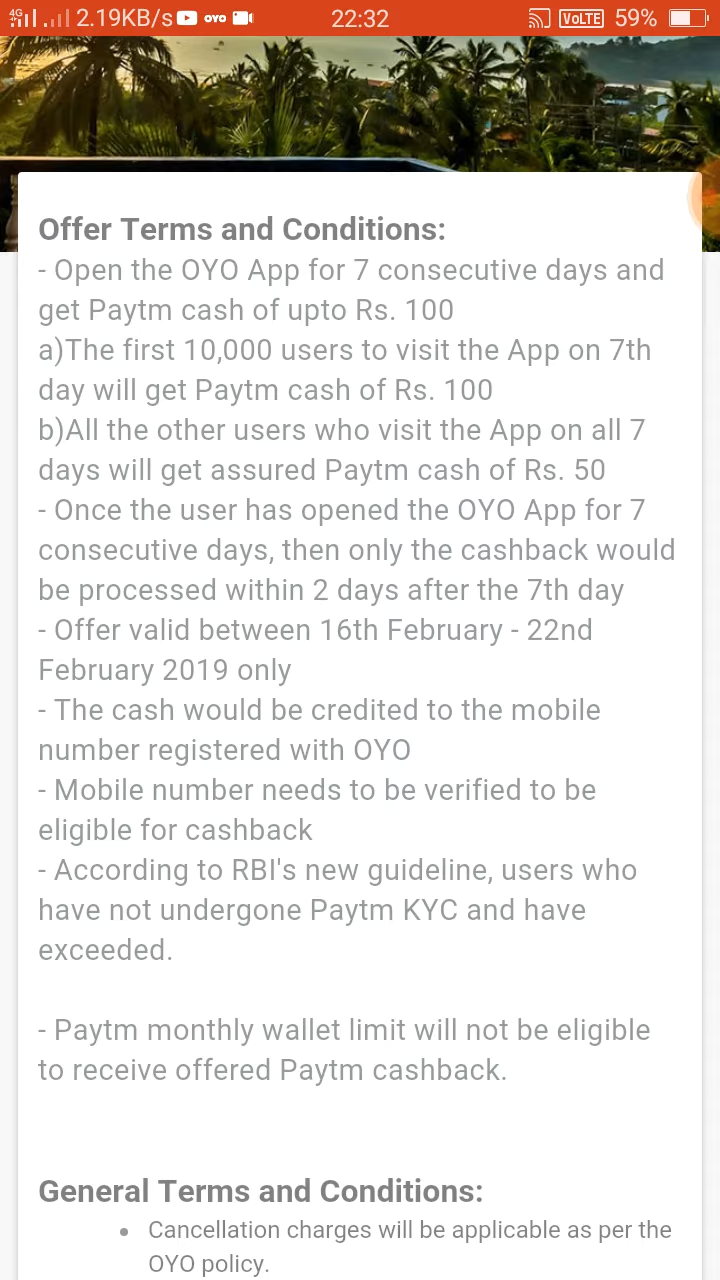 4G 2.19KB/s OYO 22:32 VoLTE 59%
Offer Terms and Conditions:
- Open the OYO App for 7 consecutive days and
get Paytm cash of upto Rs. 100
a)The first 10,000 users to visit the App on 7th
day will get Paytm cash of Rs. 100
b)All the other users who visit the App on all 7
days will get assured Paytm cash of Rs. 50
- Once the user has opened the OYO App for 7
consecutive days, then only the cashback would
be processed within 2 days after the 7th day
- Offer valid between 16th February - 22nd
February 2019 only
- The cash would be credited to the mobile
number registered with OYO
- Mobile number needs to be verified to be
eligible for cashback
- According to RBI's new guideline, users who
have not undergone Paytm KYC and have
exceeded.
- Paytm monthly wallet limit will not be eligible
to receive offered Paytm cashback.
General Terms and Conditions:
• Cancellation charges will be applicable as per the
OYO policy.